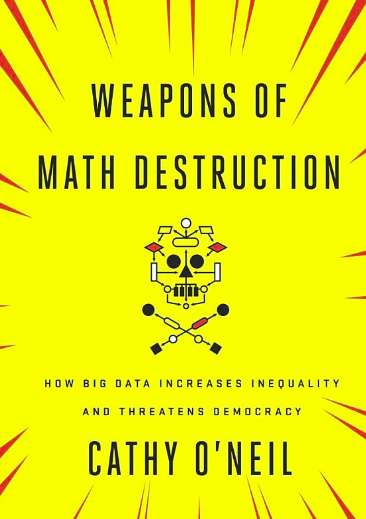 WEAPONS OF
MATH DESTRUCTION
HOW BIG DATA INCREASES INEQUALITY
AND THREATENS DEMOCRACY
CATHY O'NEIL